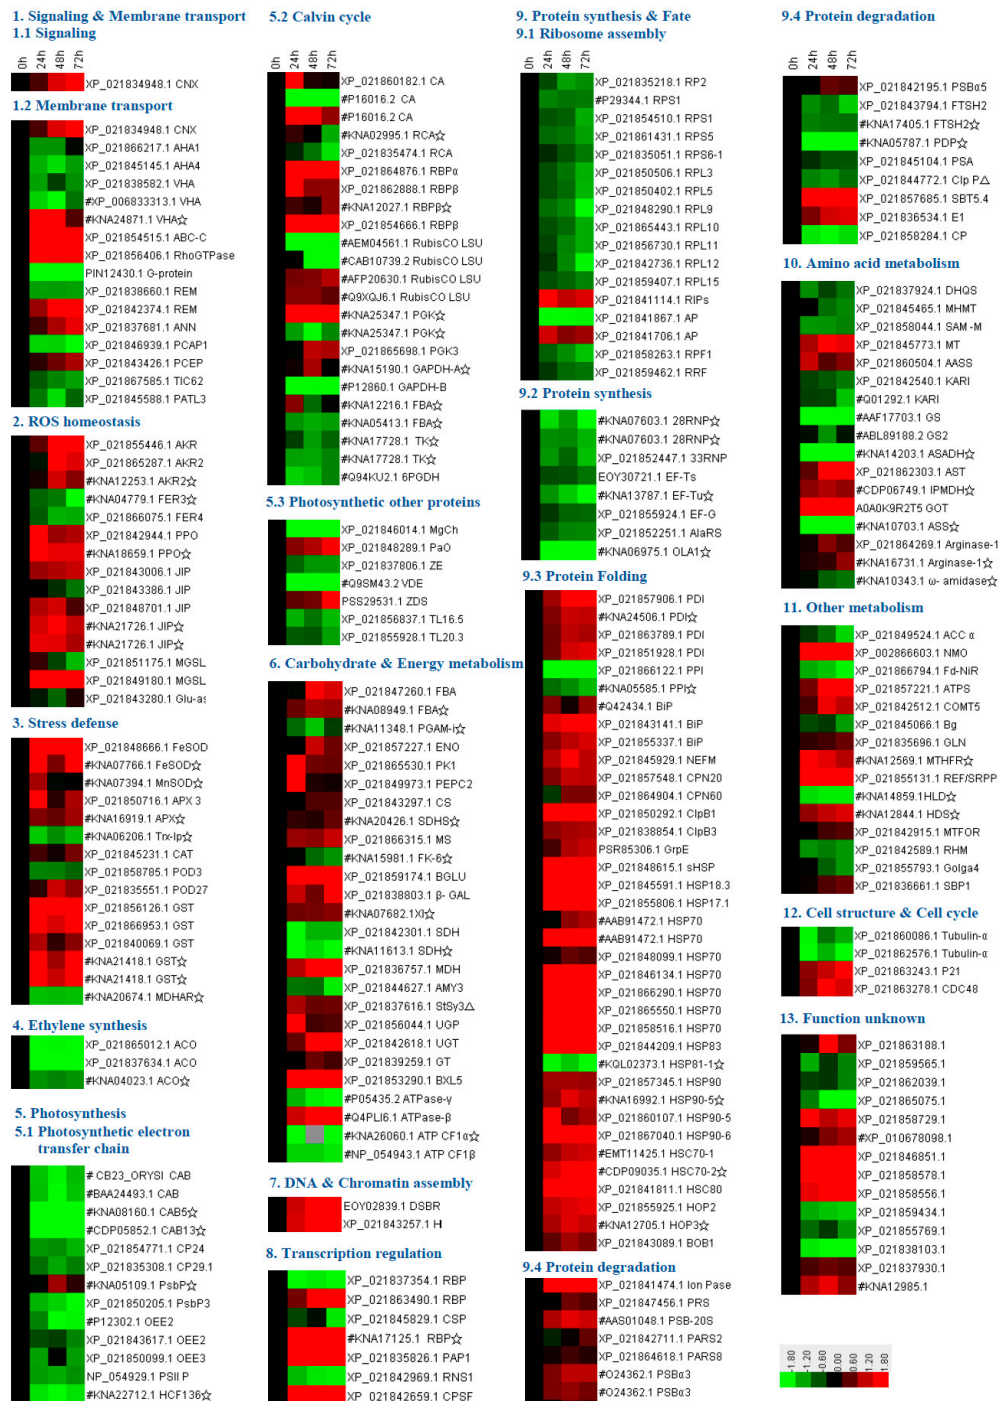 1. Signaling & Membrane transport
1.1 Signaling
0h 24h 48h 72h
XP_021834948.1 CNX
1.2 Membrane transport
XP_021834948.1 CNX
XP_021866217.1 AHA1
XP_021845145.1 AHA4
XP_021838582.1 VHA
#XP_006833313.1 VHA
#KNA24871.1 VHA☆
XP_021854515.1 ABC-C
XP_021856406.1 RhoGTPase
PIN12430.1 G-protein
XP_021838660.1 REM
XP_021842374.1 REM
XP_021837681.1 ANN
XP_021846939.1 PCAP1
XP_021843426.1 PCEP
XP_021867585.1 TIC62
XP_021845588.1 PATL3
2. ROS homeostasis
XP_021855446.1 AKR
XP_021865287.1 AKR2
#KNA12253.1 AKR2☆
#KNA04779.1 FER3☆
XP_021866075.1 FER4
XP_021842944.1 PPO
#KNA18659.1 PPO☆
XP_021843006.1 JIP
XP_021843386.1 JIP
XP_021848701.1 JIP
#KNA21726.1 JIP☆
#KNA21726.1 JIP☆
XP_021851175.1 MGSL
XP_021849180.1 MGSL
XP_021843280.1 Glu-as
3. Stress defense
XP_021848666.1 FeSOD
#KNA07766.1 FeSOD☆
#KNA07394.1 MnSOD☆
XP_021850716.1 APX 3
#KNA16919.1 APX☆
#KNA06206.1 Trx-lp☆
XP_021845231.1 CAT
XP_021858785.1 POD3
XP_021835551.1 POD27
XP_021856126.1 GST
XP_021866953.1 GST
XP_021840069.1 GST
#KNA21418.1 GST☆
#KNA21418.1 GST☆
#KNA20674.1 MDHAR☆
4. Ethylene synthesis
XP_021865012.1 ACO
XP_021837634.1 ACO
#KNA04023.1 ACO☆
5. Photosynthesis
5.1 Photosynthetic electron
transfer chain
# CB23_ORYSI CAB
#BAA24493.1 CAB
#KNA08160.1 CAB5☆
#CDP05852.1 CAB13☆
XP_021854771.1 CP24
XP_021835308.1 CP29.1
#KNA05109.1 PsbP☆
XP_021850205.1 PsbP3
#P12302.1 OEE2
XP_021843617.1 OEE2
XP_021850099.1 OEE3
NP_054929.1 PSII P
#KNA22712.1 HCF136☆
5.2 Calvin cycle
0h 24h 48h 72h
XP_021860182.1 CA
#P16016.2 CA
#P16016.2 CA
#KNA02995.1 RCA☆
XP_021835474.1 RCA
XP_021864876.1 RBPα
XP_021862888.1 RBPβ
#KNA12027.1 RBPβ☆
XP_021854666.1 RBPβ
#AEM04561.1 RubisCO LSU
#CAB10739.2 RubisCO LSU
#AFP20630.1 RubisCO LSU
#Q9XQJ6.1 RubisCO LSU
#KNA25347.1 PGK☆
#KNA25347.1 PGK☆
XP_021865698.1 PGK3
#KNA15190.1 GAPDH-A☆
#P12860.1 GAPDH-B
#KNA12216.1 FBA☆
#KNA05413.1 FBA☆
#KNA17728.1 TK☆
#KNA17728.1 TK☆
#Q94KU2.1 6PGDH
5.3 Photosynthetic other proteins
XP_021846014.1 MgCh
XP_021848289.1 PaO
XP_021837806.1 ZE
#Q9SM43.2 VDE
PSS29531.1 ZDS
XP_021856837.1 TL16.5
XP_021855928.1 TL20.3
6. Carbohydrate & Energy metabolism
XP_021847260.1 FBA
#KNA08949.1 FBA☆
#KNA11348.1 PGAM-i☆
XP_021857227.1 ENO
XP_021865530.1 PK1
XP_021849973.1 PEPC2
XP_021843297.1 CS
#KNA20426.1 SDHS☆
XP_021866315.1 MS
#KNA15981.1 FK-6☆
XP_021859174.1 BGLU
XP_021838803.1 β- GAL
#KNA07682.1XI☆
XP_021842301.1 SDH
#KNA11613.1 SDH☆
XP_021836757.1 MDH
XP_021844627.1 AMY3
XP_021837616.1 StSy3△
XP_021856044.1 UGP
XP_021842618.1 UGT
XP_021839259.1 GT
XP_021853290.1 BXL5
#P05435.2 ATPase-γ
#Q4PLI6.1 ATPase-β
#KNA26060.1 ATP CF1α☆
#NP_054943.1 ATP CF1β
7. DNA & Chromatin assembly
EOY02839.1 DSBR
XP_021843257.1 H
8. Transcription regulation
XP_021837354.1 RBP
XP_021863490.1 RBP
XP_021845829.1 CSP
#KNA17125.1 RBP☆
XP_021835826.1 PAP1
XP_021842969.1 RNS1
XP_021842659.1 CPSF
9. Protein synthesis & Fate
9.1 Ribosome assembly
0h 24h 48h 72h
XP_021835218.1 RP2
#P29344.1 RPS1
XP_021854510.1 RPS1
XP_021861431.1 RPS5
XP_021835051.1 RPS6-1
XP_021850506.1 RPL3
XP_021850402.1 RPL5
XP_021848290.1 RPL9
XP_021865443.1 RPL10
XP_021856730.1 RPL11
XP_021842736.1 RPL12
XP_021859407.1 RPL15
XP_021841114.1 RIPs
XP_021841867.1 AP
XP_021841706.1 AP
XP_021858263.1 RPF1
XP_021859462.1 RRF
9.2 Protein synthesis
#KNA07603.1 28RNP☆
#KNA07603.1 28RNP☆
XP_021852447.1 33RNP
EOY30721.1 EF-Ts
#KNA13787.1 EF-Tu☆
XP_021855924.1 EF-G
XP_021852251.1 AlaRS
#KNA06975.1 OLA1☆
9.3 Protein Folding
XP_021857906.1 PDI
#KNA24506.1 PDI☆
XP_021863789.1 PDI
XP_021851928.1 PDI
XP_021866122.1 PPI
#KNA05585.1 PPI☆
#Q42434.1 BiP
XP_021843141.1 BiP
XP_021855337.1 BiP
XP_021845929.1 NEFM
XP_021857548.1 CPN20
XP_021864904.1 CPN60
XP_021850292.1 ClpB1
XP_021838854.1 ClpB3
PSR85306.1 GrpE
XP_021848615.1 sHSP
XP_021845591.1 HSP18.3
XP_021855806.1 HSP17.1
#AAB91472.1 HSP70
#AAB91472.1 HSP70
XP_021848099.1 HSP70
XP_021846134.1 HSP70
XP_021866290.1 HSP70
XP_021865550.1 HSP70
XP_021858516.1 HSP70
XP_021844209.1 HSP83
#KQL02373.1 HSP81-1☆
XP_021857345.1 HSP90
#KNA16992.1 HSP90-5☆
XP_021860107.1 HSP90-5
XP_021867040.1 HSP90-6
#EMT11425.1 HSC70-1
#CDP09035.1 HSC70-2☆
XP_021841811.1 HSC80
XP_021855925.1 HOP2
#KNA12705.1 HOP3☆
XP_021843089.1 BOB1
9.4 Protein degradation
XP_021841474.1 Ion Pase
XP_021847456.1 PRS
#AAS01048.1 PSB-20S
XP_021842711.1 PARS2
XP_021864618.1 PARS8
#O24362.1 PSBα3
#O24362.1 PSBα3
9.4 Protein degradation
0h 24h 48h 72h
XP_021842195.1 PSBα5
XP_021843794.1 FTSH2
#KNA17405.1 FTSH2☆
#KNA05787.1 PDP☆
XP_021845104.1 PSA
XP_021844772.1 Clp P△
XP_021857685.1 SBT5.4
XP_021836534.1 E1
XP_021858284.1 CP
10. Amino acid metabolism
XP_021837924.1 DHQS
XP_021845465.1 MHMT
XP_021858044.1 SAM -M
XP_021845773.1 MT
XP_021860504.1 AASS
XP_021842540.1 KARI
#Q01292.1 KARI
#AAF17703.1 GS
#ABL89188.2 GS2
#KNA14203.1 ASADH☆
XP_021862303.1 AST
#CDP06749.1 IPMDH☆
A0A0K9R2T5 GOT
#KNA10703.1 ASS☆
XP_021864269.1 Arginase-1
#KNA16731.1 Arginase-1☆
#KNA10343.1 ω- amidase☆
11. Other metabolism
XP_021849524.1 ACC α
XP_002866603.1 NMO
XP_021866794.1 Fd-NiR
XP_021857221.1 ATPS
XP_021842512.1 COMT5
XP_021845066.1 Bg
XP_021835696.1 GLN
#KNA12569.1 MTHFR☆
XP_021855131.1 REF/SRPP
#KNA14859.1HLD☆
#KNA12844.1 HDS☆
XP_021842915.1 MTFOR
XP_021842589.1 RHM
XP_021855793.1 Golga4
XP_021836661.1 SBP1
12. Cell structure & Cell cycle
XP_021860086.1 Tubulin-α
XP_021862576.1 Tubulin-α
XP_021863243.1 P21
XP_021863278.1 CDC48
13. Function unknown
XP_021863188.1
XP_021859565.1
XP_021862039.1
XP_021865075.1
XP_021858729.1
#XP_010678098.1
XP_021846851.1
XP_021858578.1
XP_021858556.1
XP_021859434.1
XP_021855769.1
XP_021838103.1
XP_021837930.1
#KNA12985.1
-1.80 -1.20 -0.60 0.00 0.60 1.20 1.80